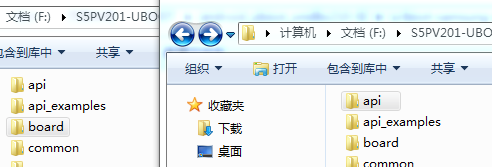 文档 (F:) ▸ S5PV201-UBO
包含到库中 ▾ 共享 ▾
api
api_examples
board
common
计算机 ▸ 文档 (F:) ▸ S5PV201-U
组织 ▾ 打开 包含到库中 ▾ 共享 ▾
收藏夹
下载
桌面
api
api_examples
board
common